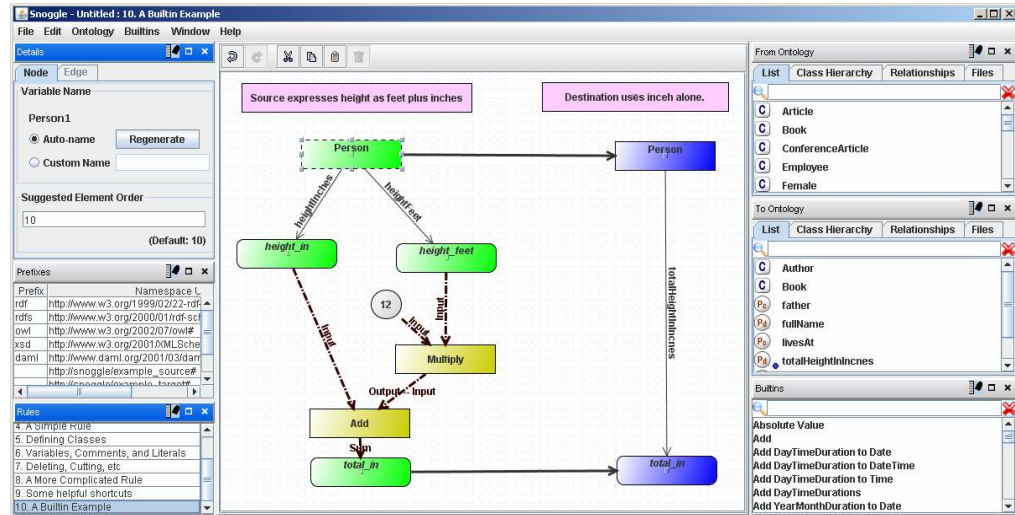 Snoggle - Untitled : 10. A Builtin Example
File Edit Ontology Builtins Window Help
Details
Node Edge
Variable Name
Person1
Auto-name Regenerate
Custom Name
Suggested Element Order
10
(Default: 10)
Prefixes
Prefix Namespace U
rdf http://www.w3.org/1999/02/22-rdf-
rdfs http://www.w3.org/2000/01/rdf-sch
owl http://www.w3.org/2002/07/owl#
xsd http://www.w3.org/2001/XMLSche
daml http://www.daml.org/2001/03/dam
http://snoggle/example_source#
http://snoggle/example_target#
Rules
4. A Simple Rule
5. Defining Classes
6. Variables, Comments, and Literals
7. Deleting, Cutting, etc
8. A More Complicated Rule
9. Some helpful shortcuts
10. A Builtin Example
Source expresses height as feet plus inches
Destination uses inceh alone.
Person
Person
heightInches
heightFeet
height_in
height_feet
totalHeightInIncnes
12
Input
Input
Input
Multiply
Output - Input
Add
Sum
total_in
total_in
From Ontology
List Class Hierarchy Relationships Files
C Article
C Book
C ConferenceArticle
C Employee
C Female
To Ontology
List Class Hierarchy Relationships Files
C Author
C Book
Po father
Pd fullName
Po livesAt
Pd totalHeightInIncnes
Builtins
Absolute Value
Add
Add DayTimeDuration to Date
Add DayTimeDuration to DateTime
Add DayTimeDuration to Time
Add DayTimeDurations
Add YearMonthDuration to Date